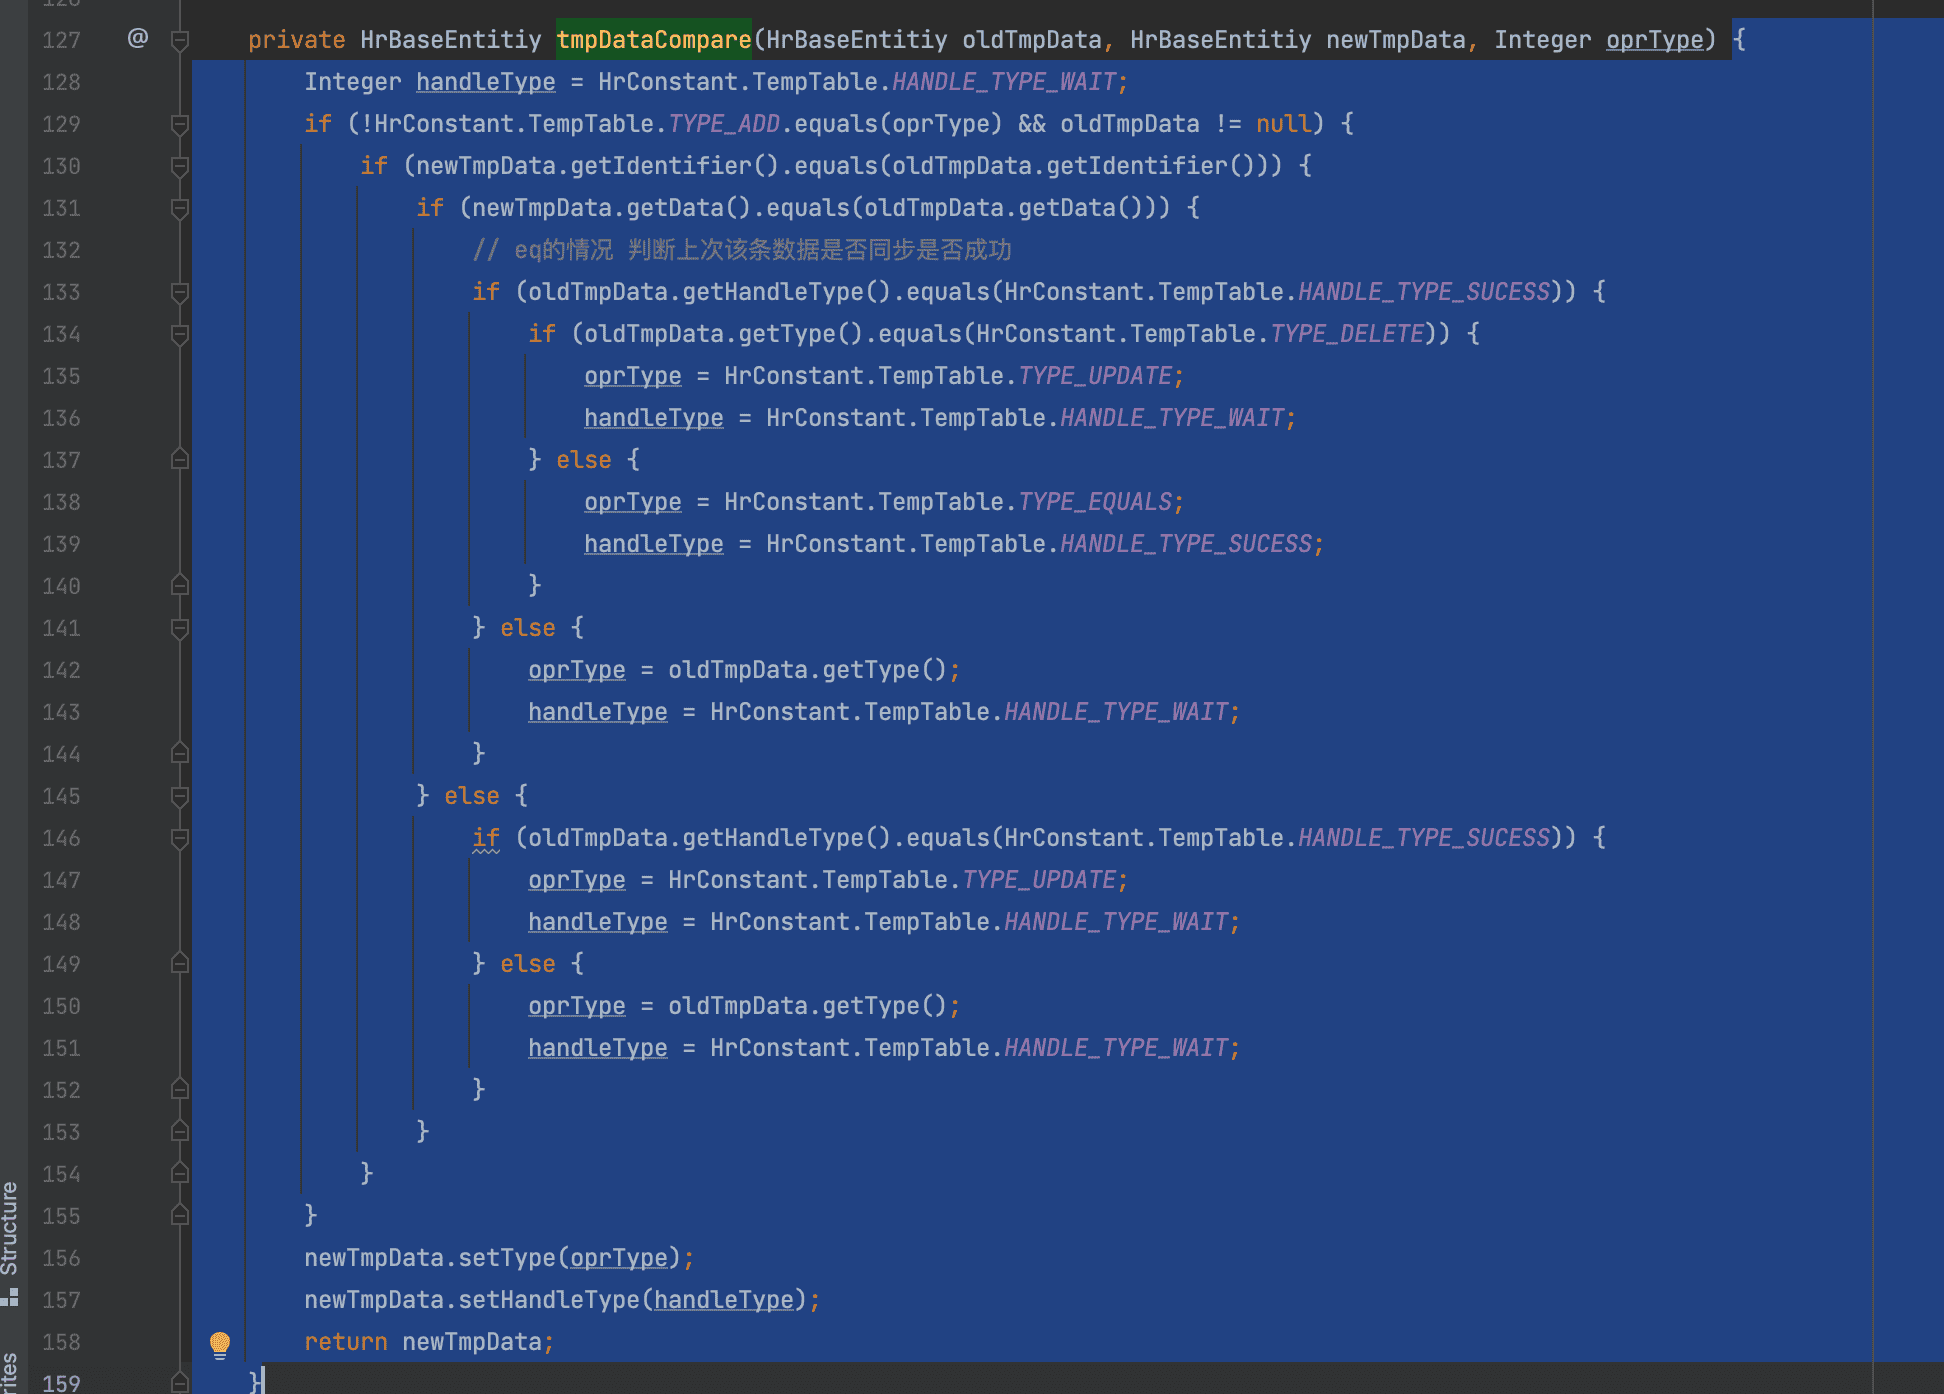 127 @ private HrBaseEntitiy tmpDataCompare(HrBaseEntitiy oldTmpData, HrBaseEntitiy newTmpData, Integer oprType) {
128 Integer handleType = HrConstant.TempTable.HANDLE_TYPE_WAIT;
129 if (!HrConstant.TempTable.TYPE_ADD.equals(oprType) && oldTmpData != null) {
130 if (newTmpData.getIdentifier().equals(oldTmpData.getIdentifier())) {
131 if (newTmpData.getData().equals(oldTmpData.getData())) {
132 // eq的情况 判断上次该条数据是否同步是否成功
133 if (oldTmpData.getHandleType().equals(HrConstant.TempTable.HANDLE_TYPE_SUCESS)) {
134 if (oldTmpData.getType().equals(HrConstant.TempTable.TYPE_DELETE)) {
135 oprType = HrConstant.TempTable.TYPE_UPDATE;
136 handleType = HrConstant.TempTable.HANDLE_TYPE_WAIT;
137 } else {
138 oprType = HrConstant.TempTable.TYPE_EQUALS;
139 handleType = HrConstant.TempTable.HANDLE_TYPE_SUCESS;
140 }
141 } else {
142 oprType = oldTmpData.getType();
143 handleType = HrConstant.TempTable.HANDLE_TYPE_WAIT;
144 }
145 } else {
146 if (oldTmpData.getHandleType().equals(HrConstant.TempTable.HANDLE_TYPE_SUCESS)) {
147 oprType = HrConstant.TempTable.TYPE_UPDATE;
148 handleType = HrConstant.TempTable.HANDLE_TYPE_WAIT;
149 } else {
150 oprType = oldTmpData.getType();
151 handleType = HrConstant.TempTable.HANDLE_TYPE_WAIT;
152 }
153 }
154 }
155 }
156 newTmpData.setType(oprType);
157 newTmpData.setHandleType(handleType);
158 return newTmpData;
159 }
Structure